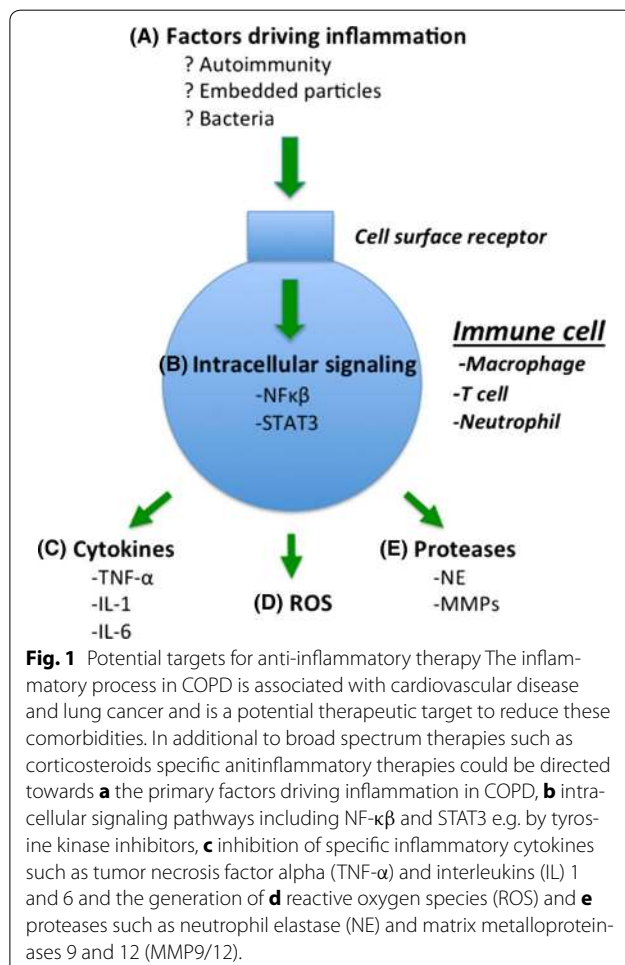 (A) Factors driving inflammation
? Autoimmunity
? Embedded particles
? Bacteria
Cell surface receptor
Immune cell
-Macrophage
-T cell
-Neutrophil
(B) Intracellular signaling
-NFκβ
-STAT3
(C) Cytokines
-TNF-α
-IL-1
-IL-6
(D) ROS
(E) Proteases
-NE
-MMPs
Fig. 1 Potential targets for anti-inflammatory therapy The inflam-
matory process in COPD is associated with cardiovascular disease
and lung cancer and is a potential therapeutic target to reduce these
comorbidities. In additional to broad spectrum therapies such as
corticosteroids specific anitinflammatory therapies could be directed
towards a the primary factors driving inflammation in COPD, b intra-
cellular signaling pathways including NF-κβ and STAT3 e.g. by tyros-
ine kinase inhibitors, c inhibition of specific inflammatory cytokines
such as tumor necrosis factor alpha (TNF-α) and interleukins (IL) 1
and 6 and the generation of d reactive oxygen species (ROS) and e
proteases such as neutrophil elastase (NE) and matrix metalloprotein-
ases 9 and 12 (MMP9/12).